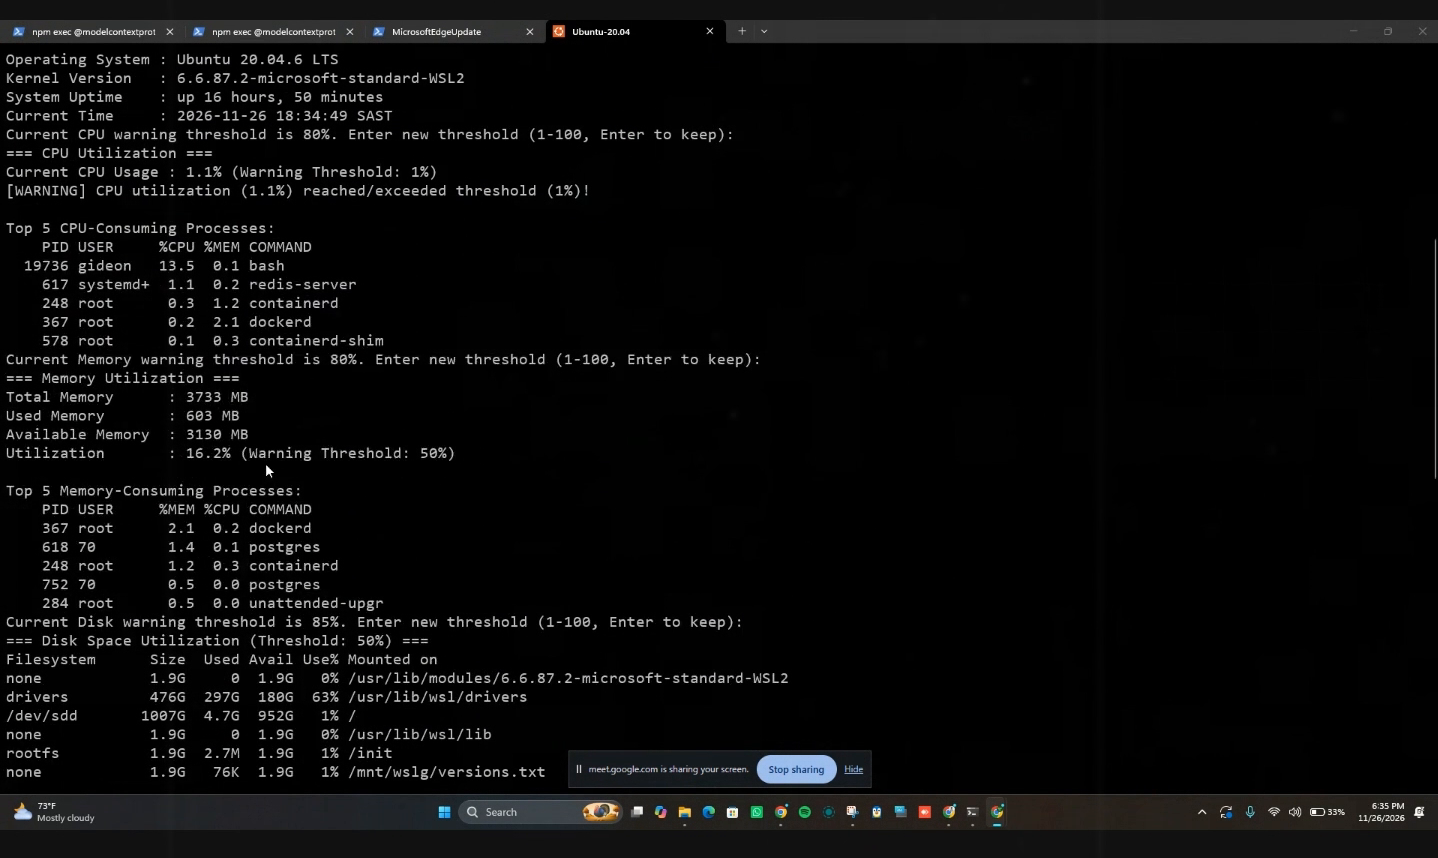 npm exec @modelcontextprot npm exec @modelcontextprot MicrosoftEdgeUpdate Ubuntu-20.04
Operating System : Ubuntu 20.04.6 LTS
Kernel Version   : 6.6.87.2-microsoft-standard-WSL2
System Uptime    : up 16 hours, 50 minutes
Current Time     : 2026-11-26 18:34:49 SAST
Current CPU warning threshold is 80%. Enter new threshold (1-100, Enter to keep):
=== CPU Utilization ===
Current CPU Usage : 1.1% (Warning Threshold: 1%)
[WARNING] CPU utilization (1.1%) reached/exceeded threshold (1%)!
Top 5 CPU-Consuming Processes:
PID USER     %CPU %MEM COMMAND
19736 gideon   13.5  0.1 bash
617 systemd+  1.1  0.2 redis-server
248 root      0.3  1.2 containerd
367 root      0.2  2.1 dockerd
578 root      0.1  0.3 containerd-shim
Current Memory warning threshold is 80%. Enter new threshold (1-100, Enter to keep):
=== Memory Utilization ===
Total Memory      : 3733 MB
Used Memory       : 603 MB
Available Memory  : 3130 MB
Utilization       : 16.2% (Warning Threshold: 50%)
Top 5 Memory-Consuming Processes:
PID USER     %MEM %CPU COMMAND
367 root      2.1  0.2 dockerd
618 70        1.4  0.1 postgres
248 root      1.2  0.3 containerd
752 70        0.5  0.0 postgres
284 root      0.5  0.0 unattended-upgr
Current Disk warning threshold is 85%. Enter new threshold (1-100, Enter to keep):
=== Disk Space Utilization (Threshold: 50%) ===
Filesystem      Size  Used Avail Use% Mounted on
none            1.9G     0  1.9G   0% /usr/lib/modules/6.6.87.2-microsoft-standard-WSL2
drivers         476G  297G  180G  63% /usr/lib/wsl/drivers
/dev/sdd       1007G  4.7G  952G   1% /
none            1.9G     0  1.9G   0% /usr/lib/wsl/lib
rootfs          1.9G  2.7M  1.9G   1% /init
none            1.9G   76K  1.9G   1% /mnt/wslg/versions.txt
meet.google.com is sharing your screen. Stop sharing Hide
73°F
Mostly cloudy
Search
33%
6:35 PM
11/26/2026